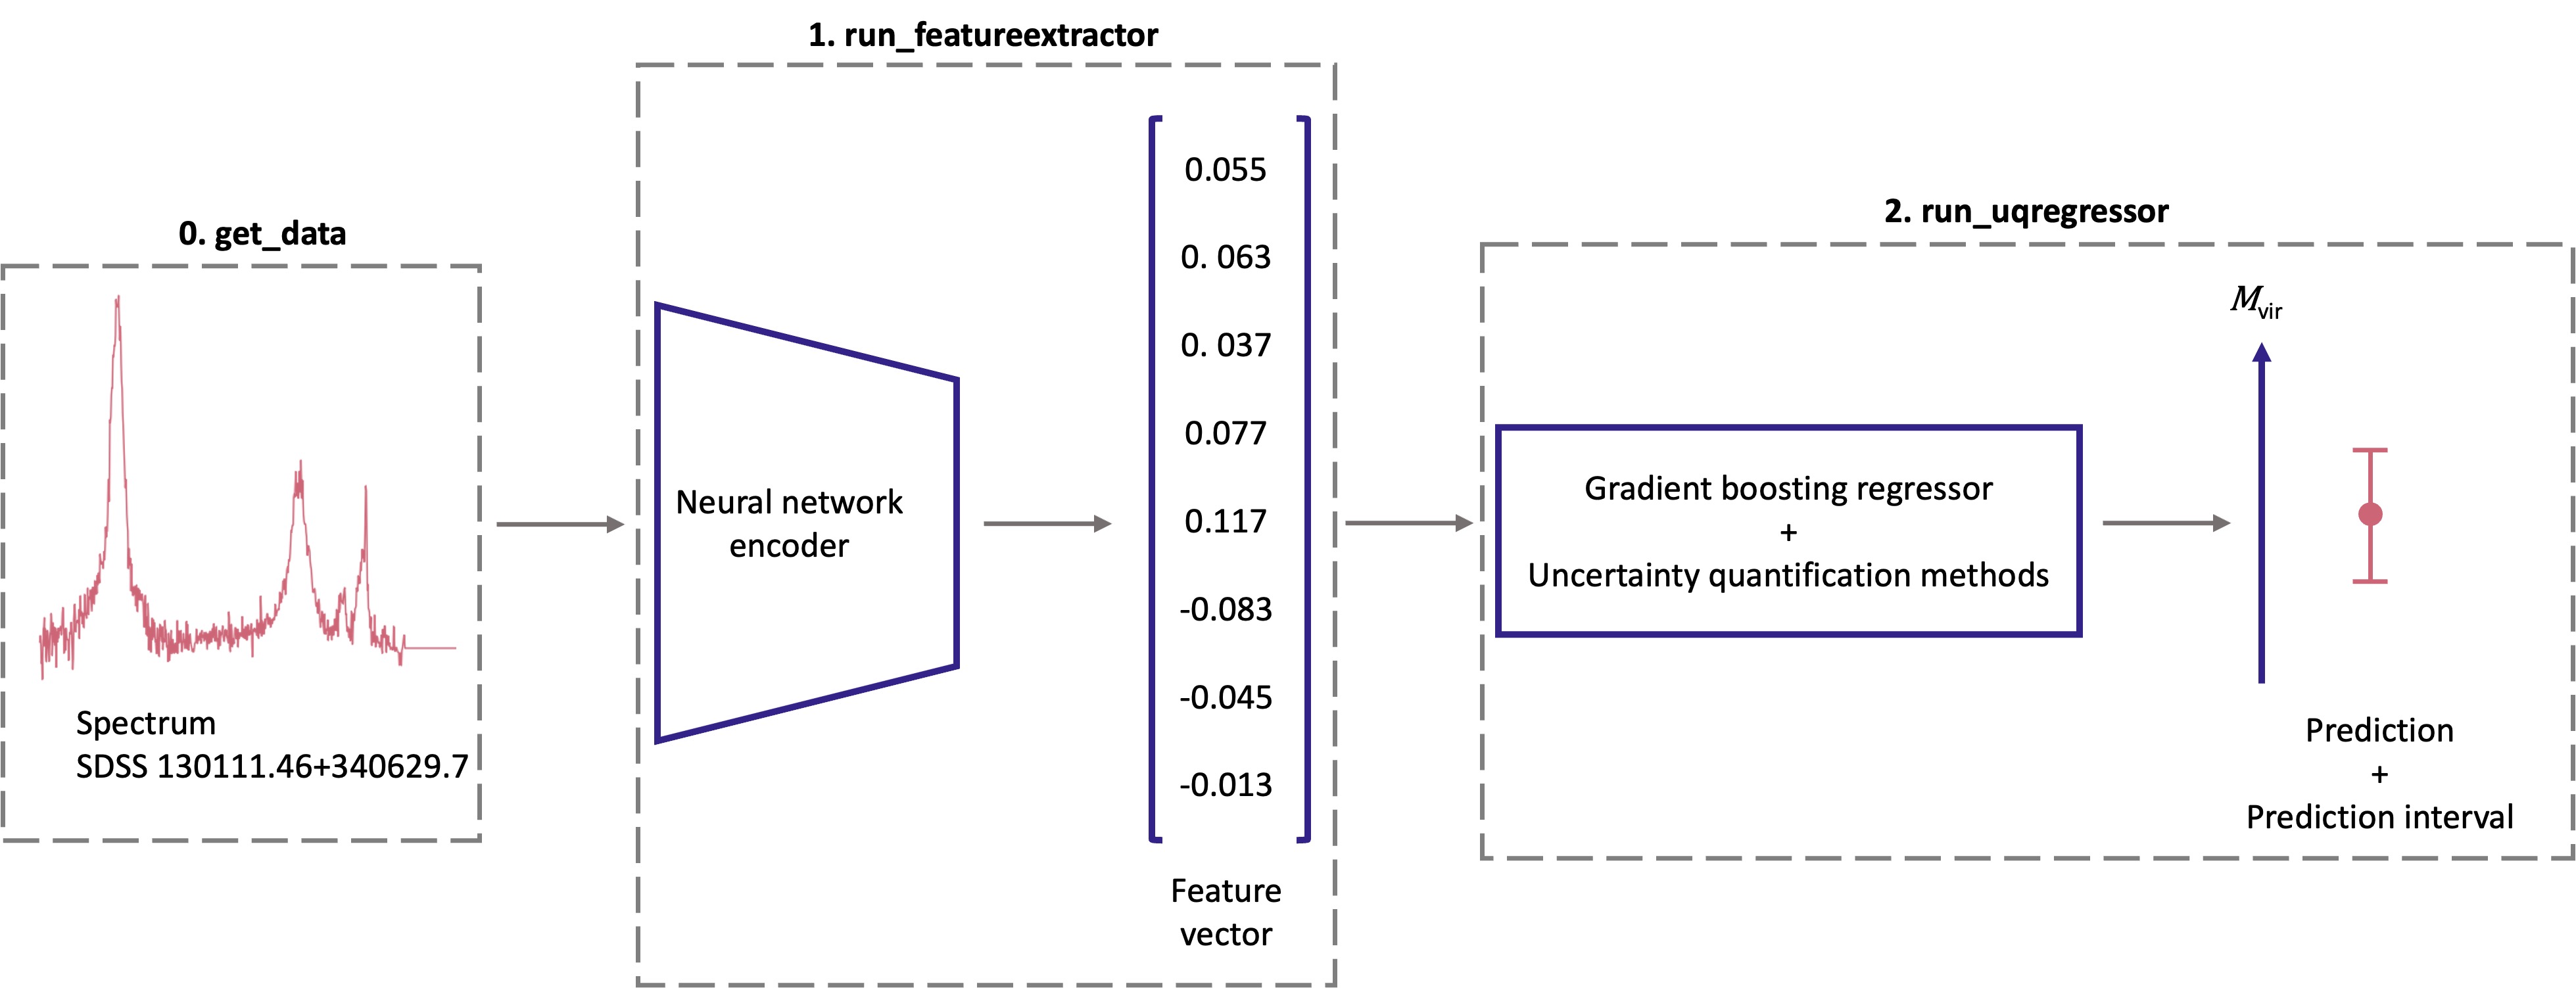 0. get_data
Spectrum
SDSS 130111.46+340629.7
1. run_featureextractor
Neural network
encoder
0.055
0. 063
0. 037
0.077
0.117
-0.083
-0.045
-0.013
Feature
vector
2. run_uqregressor
Gradient boosting regressor
+
Uncertainty quantification methods
Mvir
Prediction
+
Prediction interval